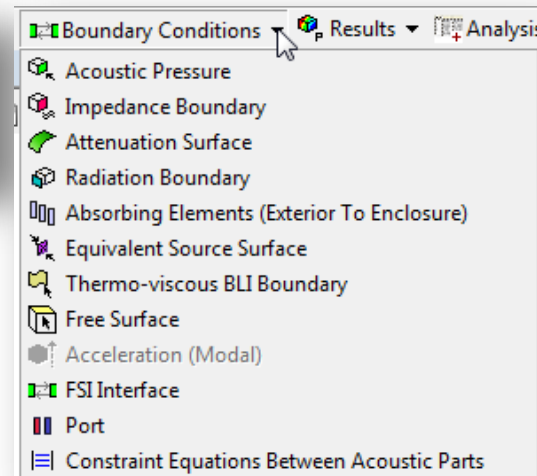 Boundary Conditions Results Analysis
Acoustic Pressure
Impedance Boundary
Attenuation Surface
Radiation Boundary
Absorbing Elements (Exterior To Enclosure)
Equivalent Source Surface
Thermo-viscous BLI Boundary
Free Surface
Acceleration (Modal)
FSI Interface
Port
Constraint Equations Between Acoustic Parts